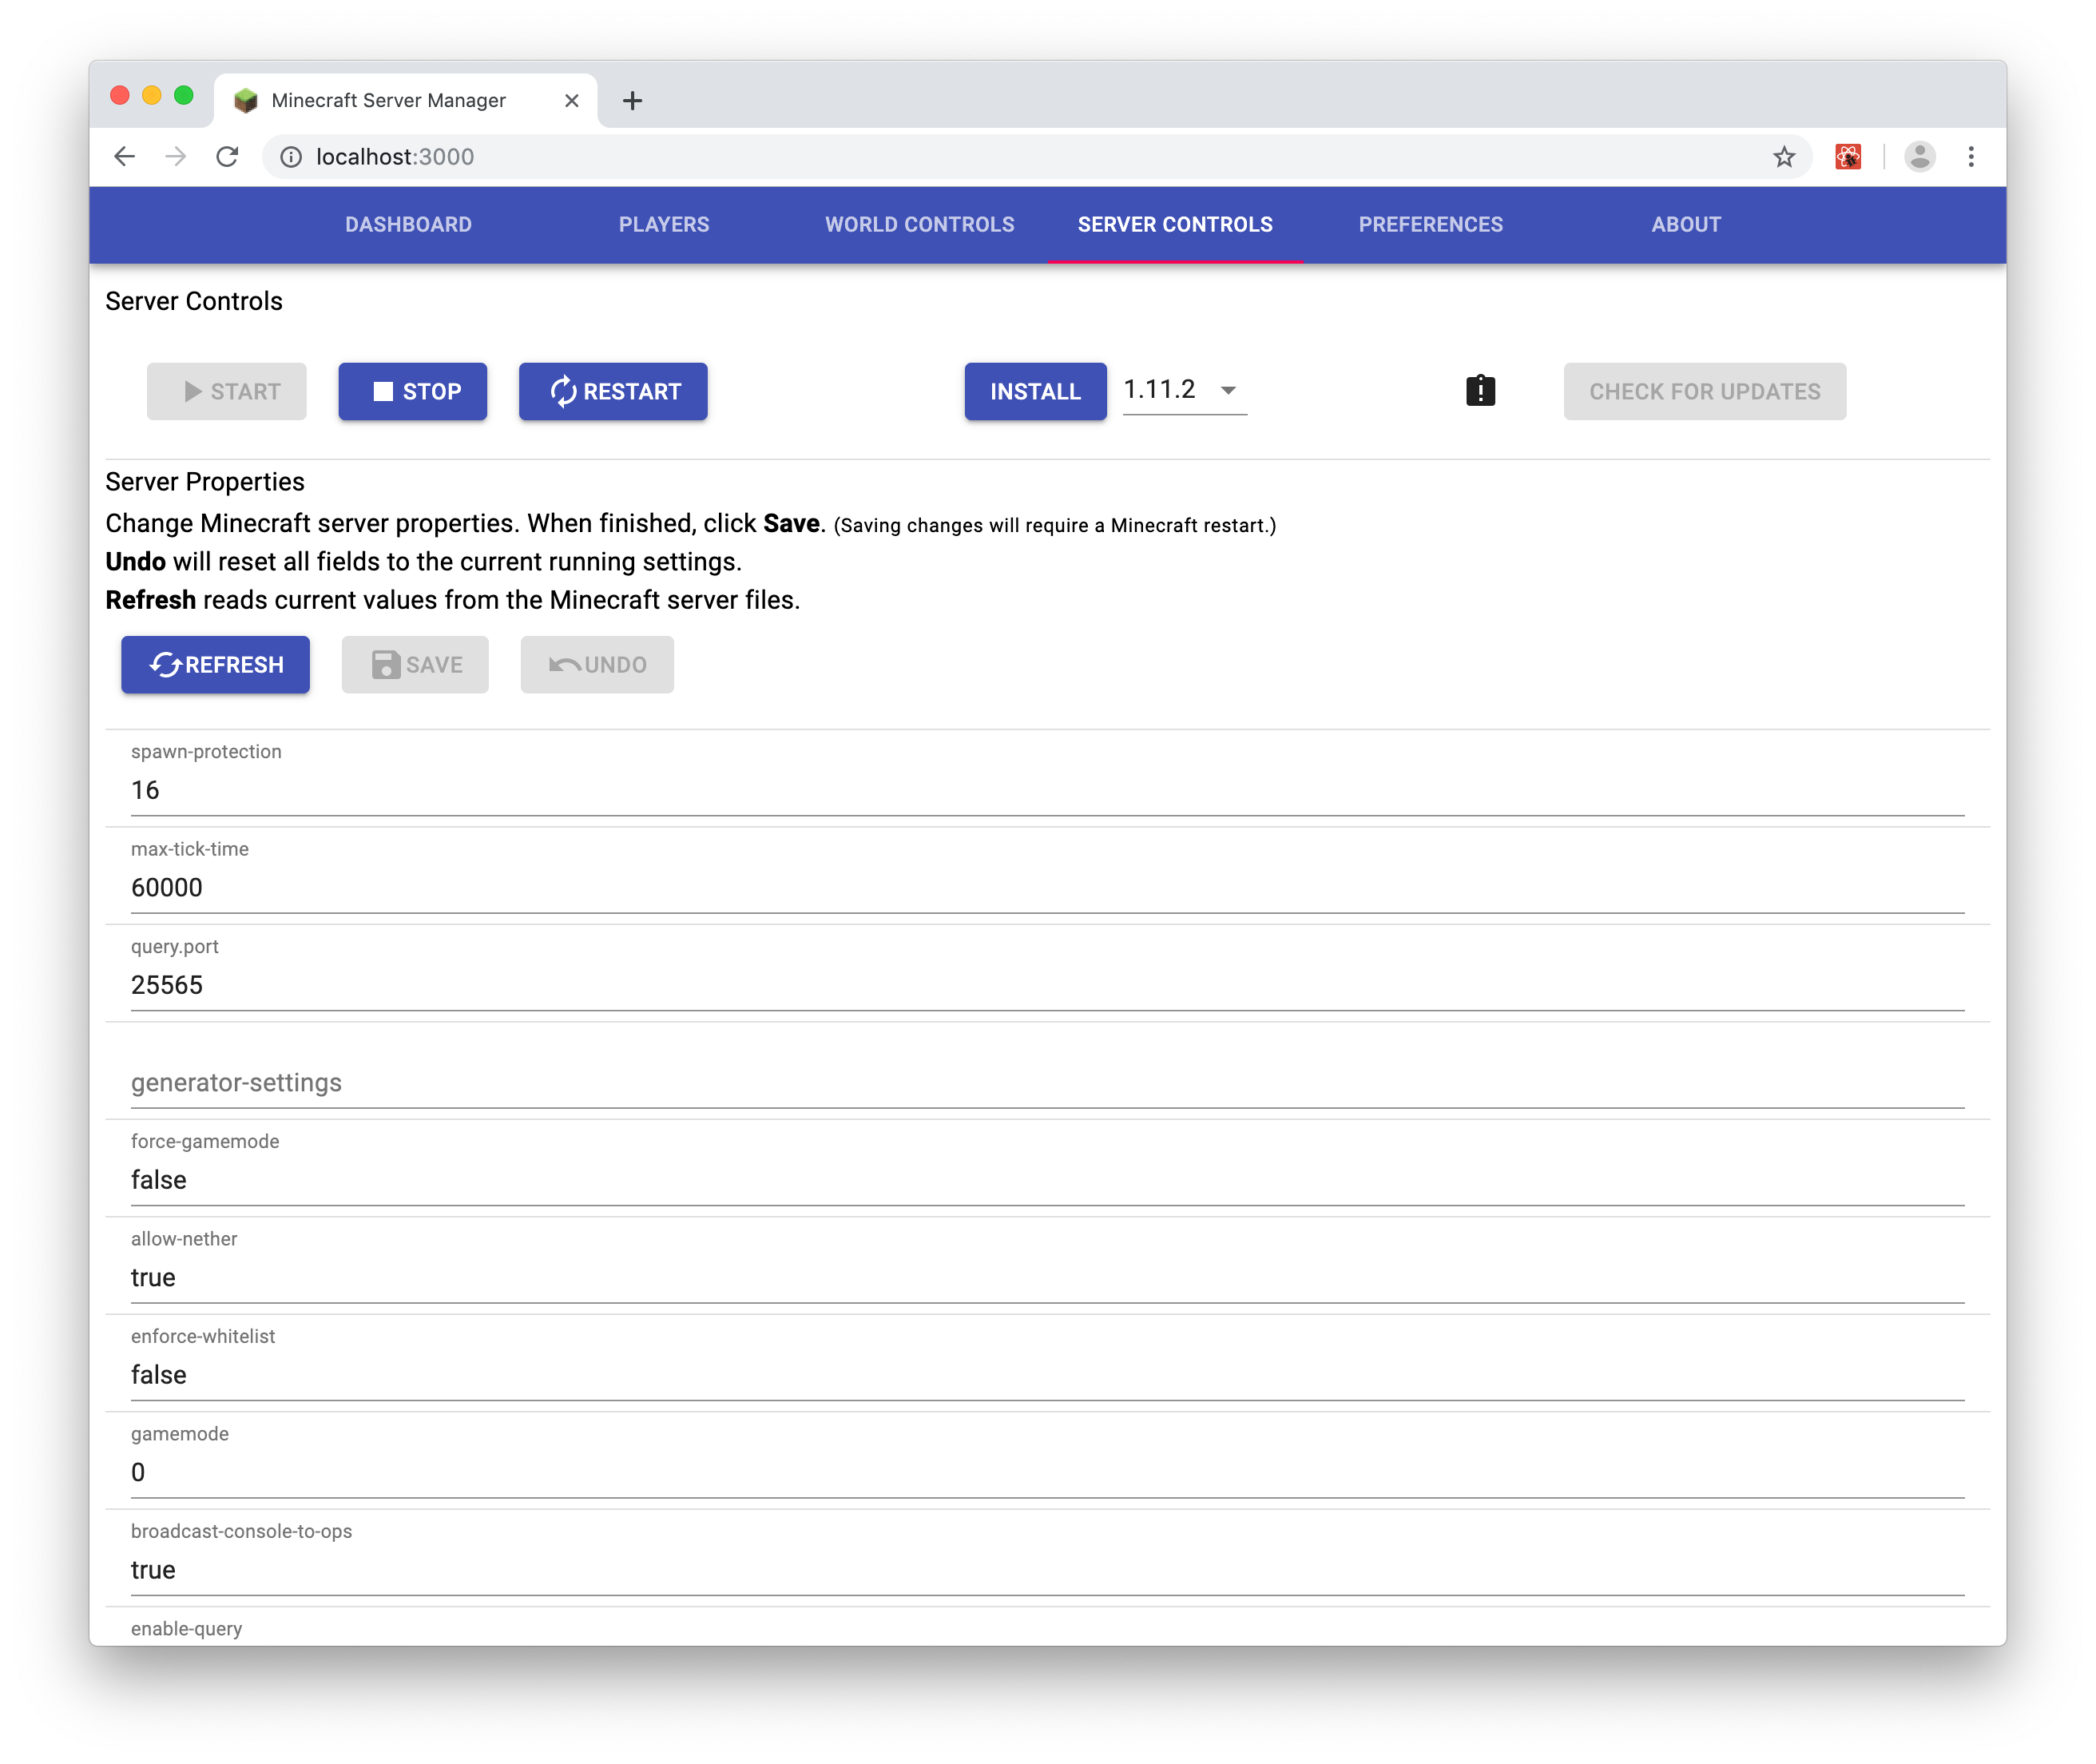 Minecraft Server Manager
localhost:3000
DASHBOARD PLAYERS WORLD CONTROLS SERVER CONTROLS PREFERENCES ABOUT
Server Controls
START STOP RESTART INSTALL 1.11.2 CHECK FOR UPDATES
Server Properties
Change Minecraft server properties. When finished, click Save. (Saving changes will require a Minecraft restart.)
Undo will reset all fields to the current running settings.
Refresh reads current values from the Minecraft server files.
REFRESH SAVE UNDO
spawn-protection
16
max-tick-time
60000
query.port
25565
generator-settings
force-gamemode
false
allow-nether
true
enforce-whitelist
false
gamemode
0
broadcast-console-to-ops
true
enable-query